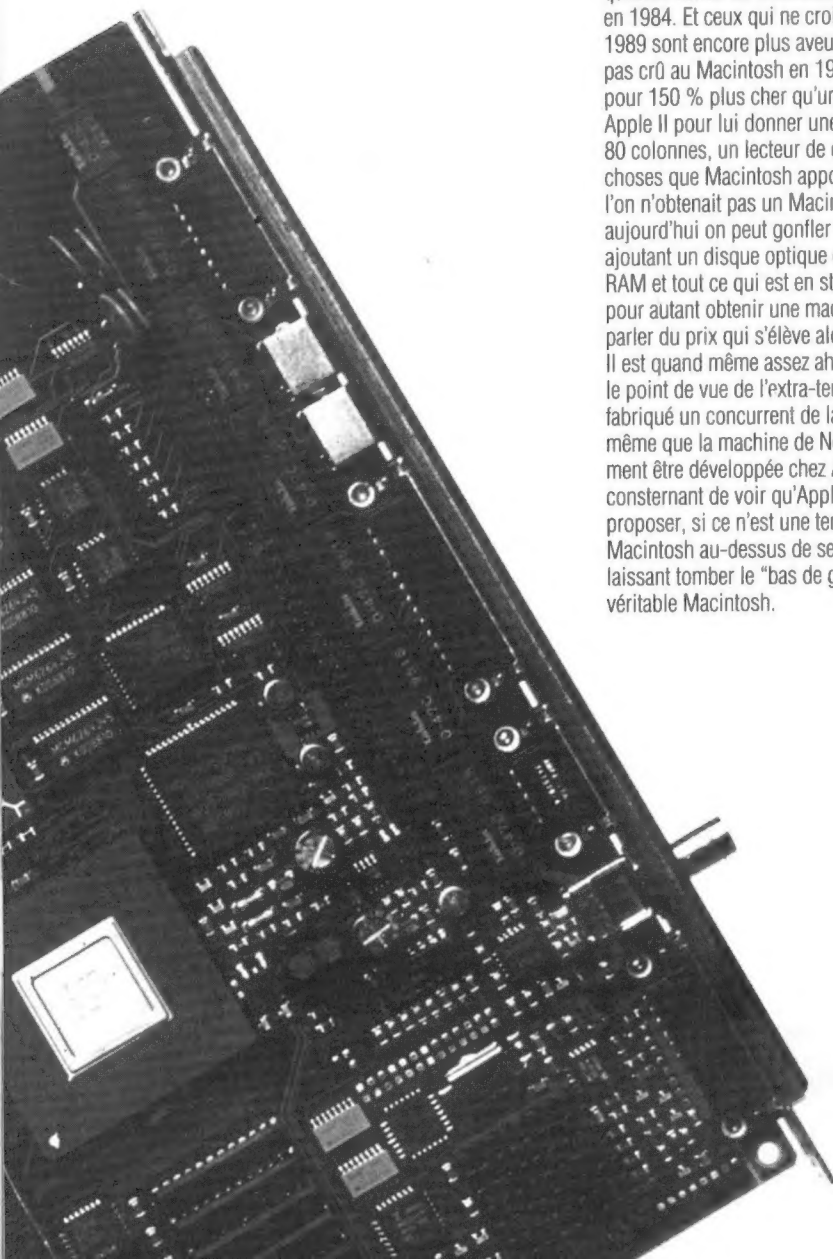 en 1984. Et ceux qui ne croi
1989 sont encore plus aveu
pas crû au Macintosh en 19
pour 150 % plus cher qu'ur
Apple II pour lui donner une
80 colonnes, un lecteur de
choses que Macintosh appo
l'on n'obtenait pas un Macin
aujourd'hui on peut gonfler
ajoutant un disque optique
RAM et tout ce qui est en st
pour autant obtenir une mac
parler du prix qui s'élève alo
Il est quand même assez ah
le point de vue de l'extra-ter
fabriqué un concurrent de la
même que la machine de Ne
ment être développée chez
consternant de voir qu'Appl
proposer, si ce n'est une ten
Macintosh au-dessus de se
laissant tomber le "bas de g
véritable Macintosh.